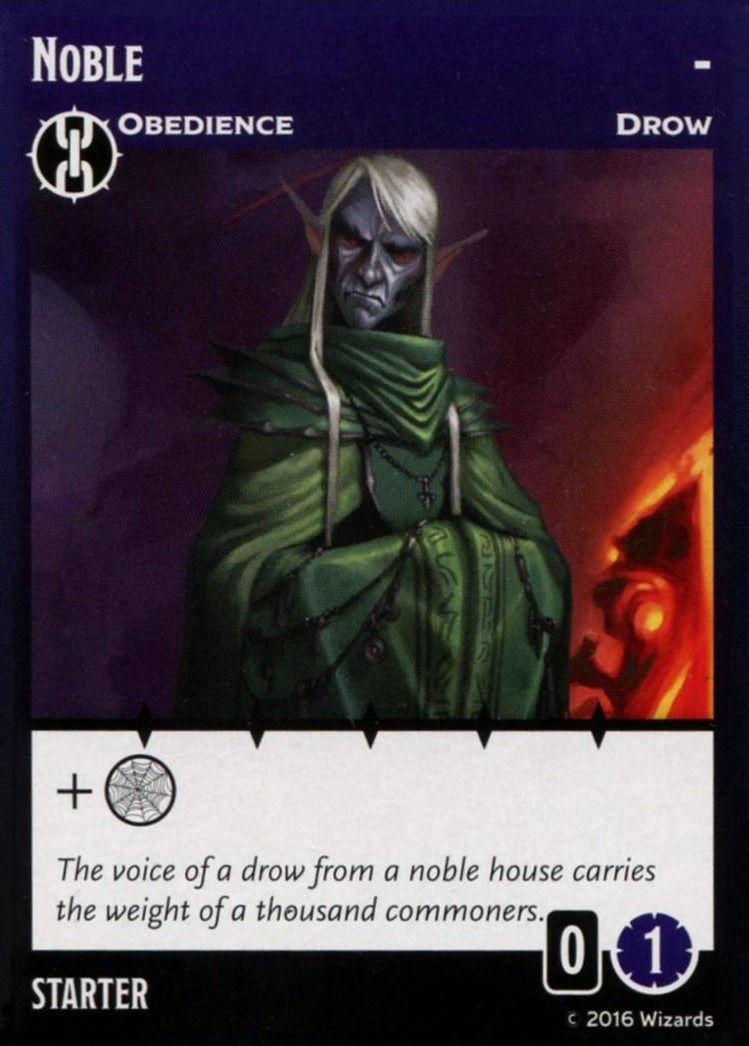 NOBLE -
OBEDIENCE DROW
+
The voice of a drow from a noble house carries
the weight of a thousand commoners.
0 1
STARTER
© 2016 Wizards